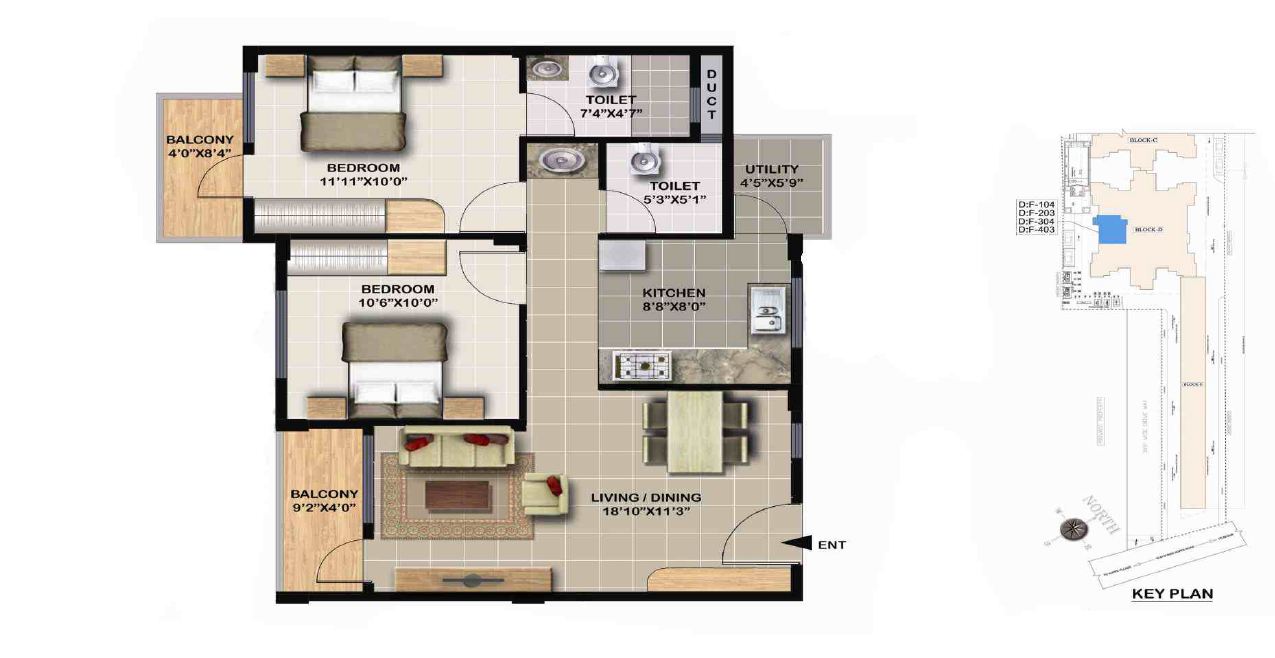 DUCT
TOILET
7'4"X4'7"
BALCONY
4'0"X8'4"
BEDROOM
11'11"X10'0"
TOILET
5'3"X5'1"
UTILITY
4'5"X5'9"
BEDROOM
10'6"X10'0"
KITCHEN
8'8"X8'0"
BALCONY
9'2"X4'0"
LIVING / DINING
18'10"X11'3"
ENT
BLOCK-C
D:F-104
D:F-203
D:F-304
D:F-403
BLOCK-D
NORTH
KEY PLAN